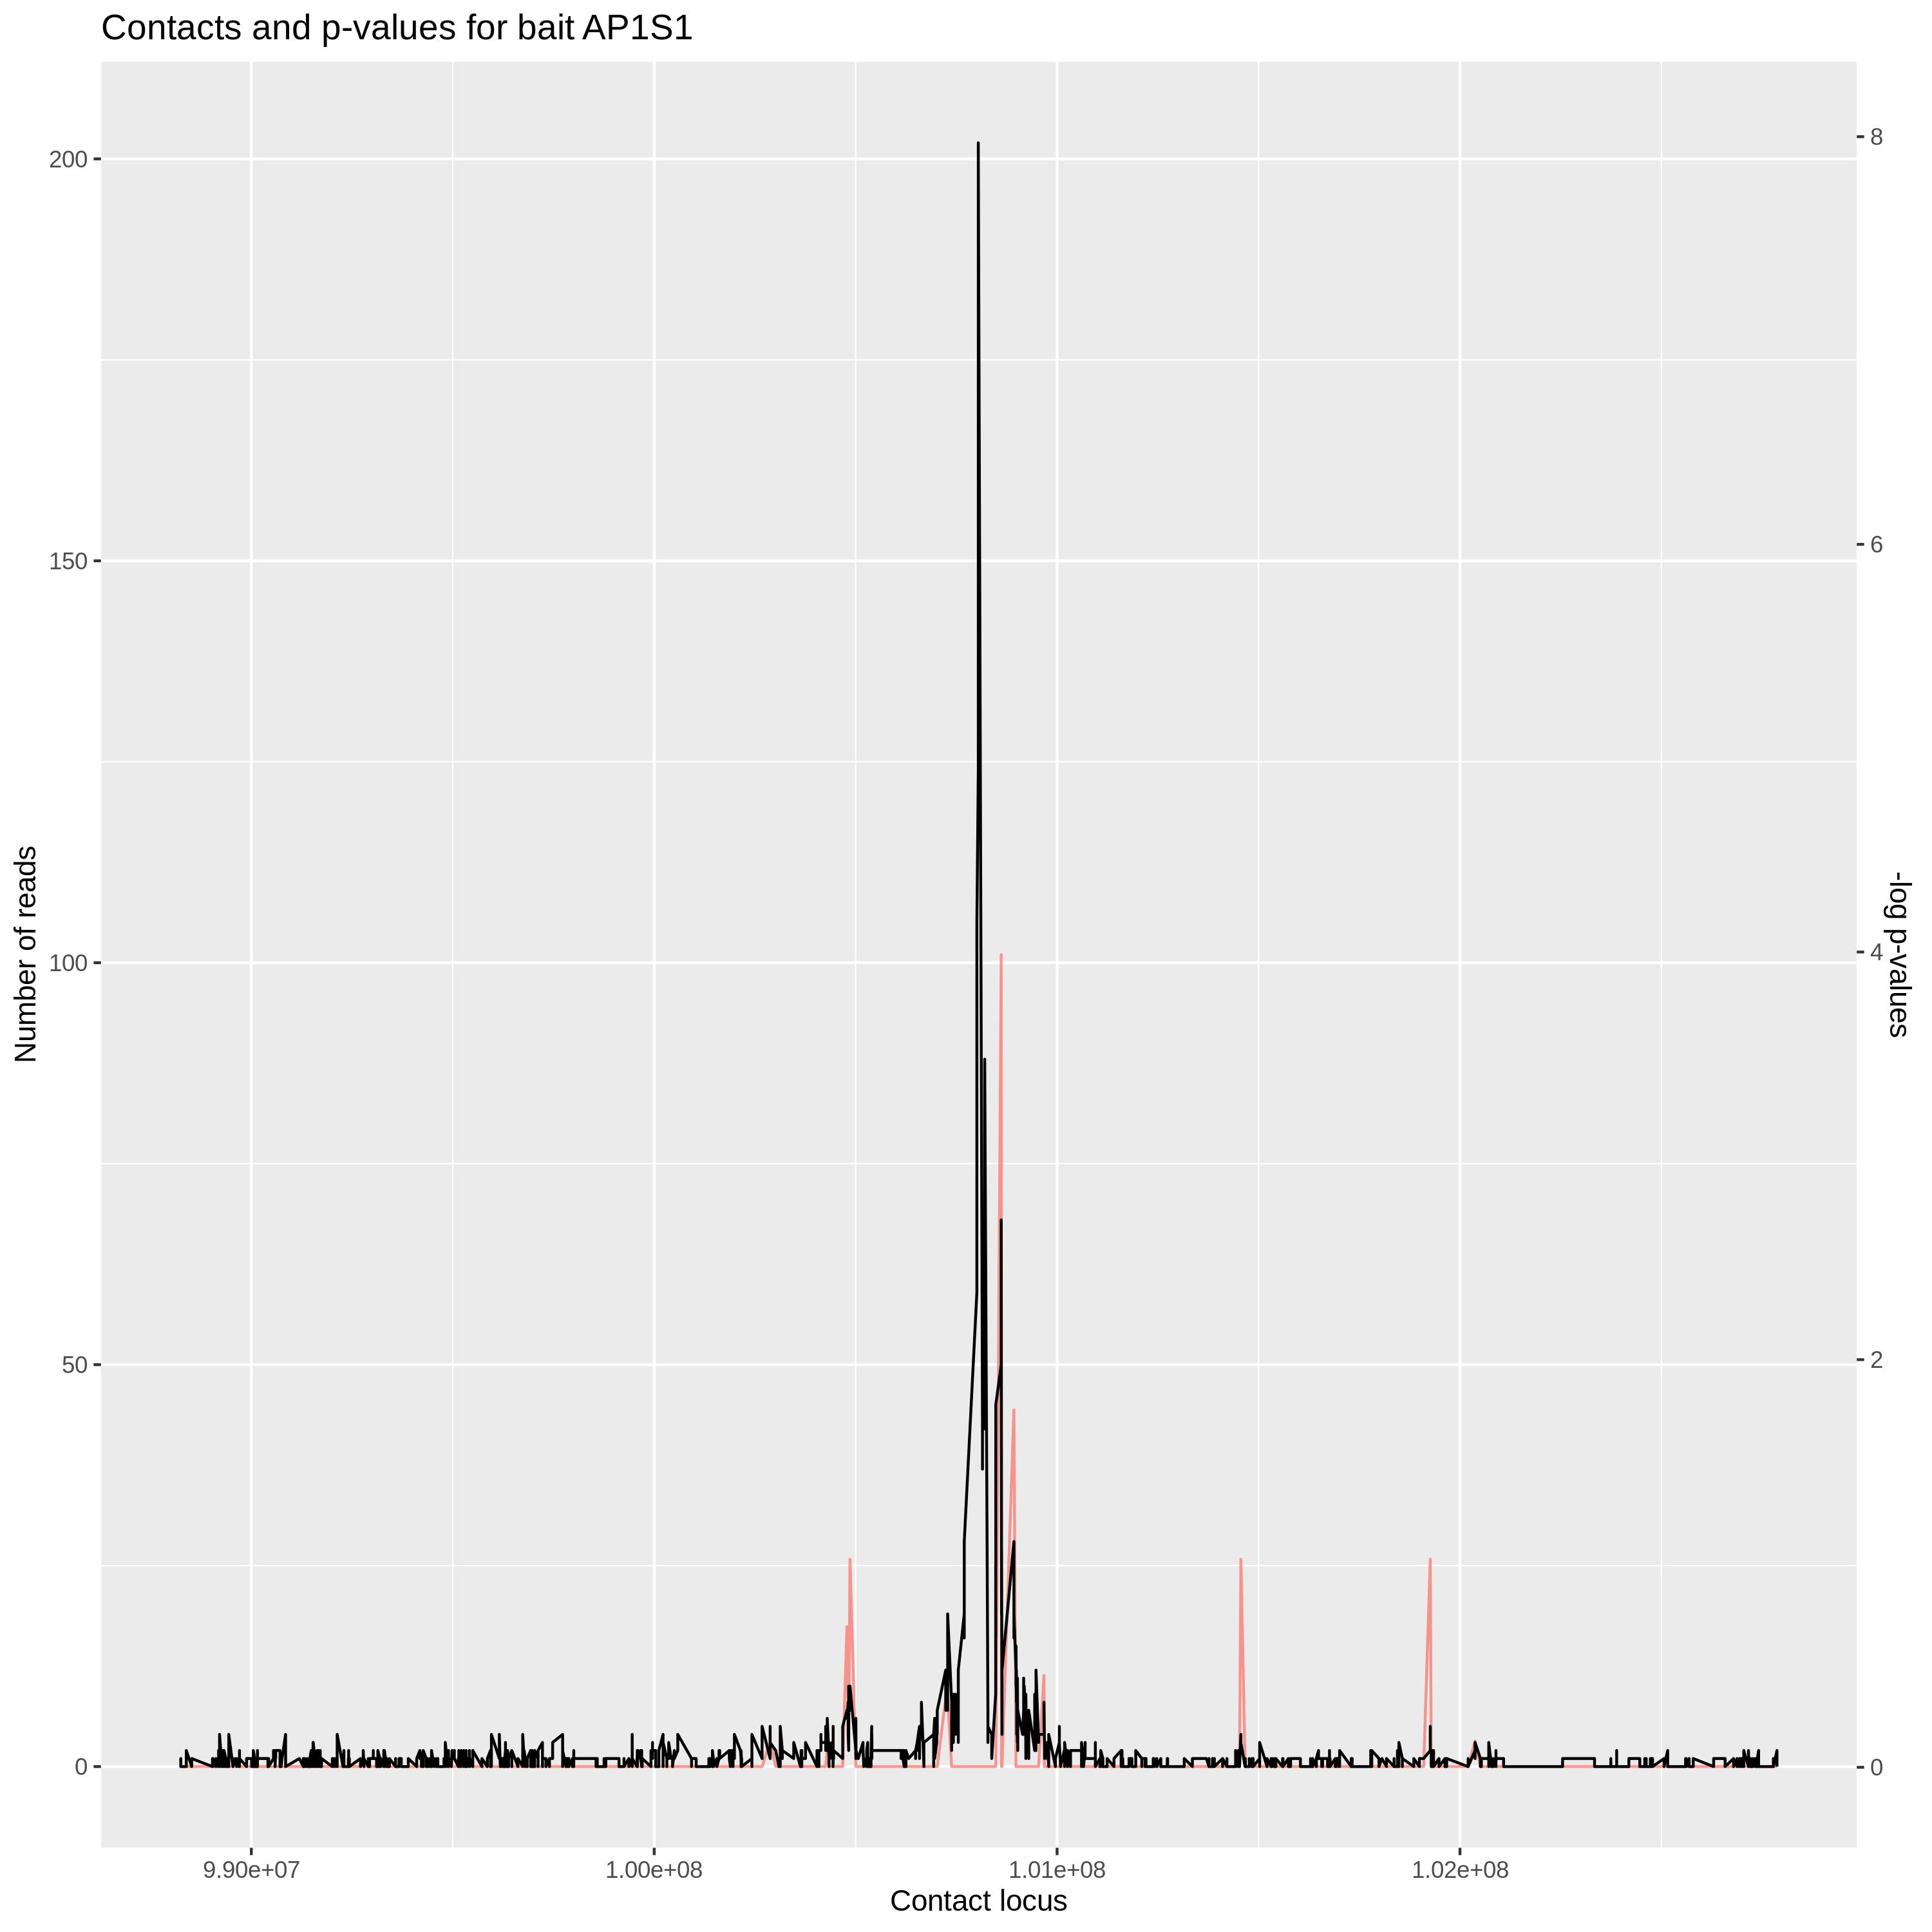 Contacts and p-values for bait AP1S1
200
150
100
50
0
Number of reads
8
6
4
2
0
-log p-values
9.90e+07
1.00e+08
1.01e+08
1.02e+08
Contact locus